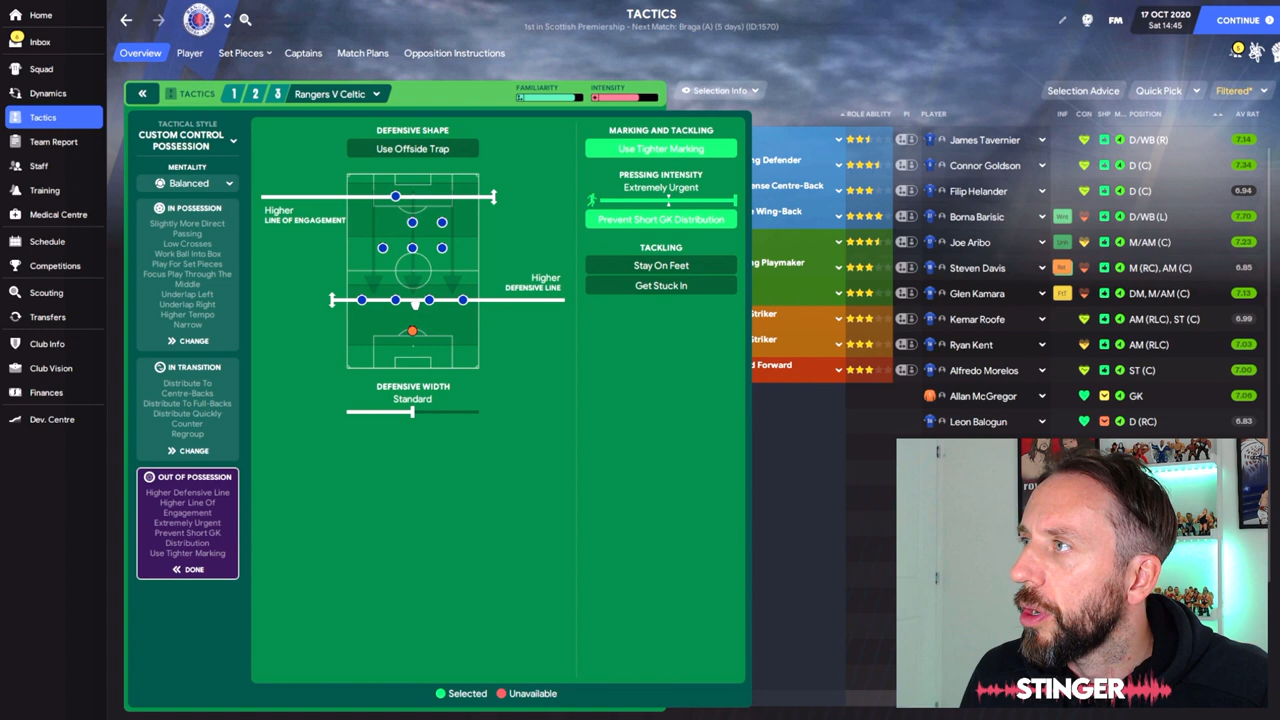 Home
Inbox
Squad
Dynamics
Tactics
Team Report
Staff
Training
Medical Centre
Schedule
Competitions
Scouting
Transfers
Club Info
Club Vision
Finances
Dev. Centre
TACTICS
1st in Scottish Premiership - Next Match: Braga (A) (5 days) (ID:1570)
FM
17 OCT 2020
Sat 14:45
CONTINUE
Overview
Player
Set Pieces
Captains
Match Plans
Opposition Instructions
TACTICS
1
2
3
Rangers V Celtic
FAMILIARITY
INTENSITY
Selection Info
Selection Advice
Quick Pick
Filtered*
TACTICAL STYLE
CUSTOM CONTROL
POSSESSION
MENTALITY
Balanced
IN POSSESSION
Slightly More Direct
Passing
Low Crosses
Work Ball Into Box
Play For Set Pieces
Focus Play Through The
Middle
Underlap Left
Underlap Right
Higher Tempo
Narrow
CHANGE
IN TRANSITION
Distribute To
Centre-Backs
Distribute To Full-Backs
Distribute Quickly
Counter
Regroup
CHANGE
OUT OF POSSESSION
Higher Defensive Line
Higher Line Of
Engagement
Extremely Urgent
Prevent Short GK
Distribution
Use Tighter Marking
DONE
DEFENSIVE SHAPE
Use Offside Trap
Higher
LINE OF ENGAGEMENT
Higher
DEFENSIVE LINE
DEFENSIVE WIDTH
Standard
MARKING AND TACKLING
Use Tighter Marking
PRESSING INTENSITY
Extremely Urgent
Prevent Short GK Distribution
TACKLING
Stay On Feet
Get Stuck In
Selected
Unavailable
ROLE ABILITY
PI
PLAYER
INF
CON
SHP
M...
POSITION
AV RAT
ng Defender
ense Centre-Back
Wing-Back
ng Playmaker
Striker
Striker
d Forward
James Tavernier
D/WB (R)
7.14
Connor Goldson
D (C)
7.34
Filip Helander
D (C)
6.94
Borna Barisic
Wnt
D/WB (L)
7.70
Joe Aribo
M/AM (C)
7.23
Steven Davis
M (RC), AM (C)
6.85
Glen Kamara
DM, M/AM (C)
7.13
Kemar Roofe
AM (RLC), ST (C)
6.99
Ryan Kent
AM (RLC)
7.03
Alfredo Morelos
ST (C)
7.00
Allan McGregor
GK
7.06
Leon Balogun
D (RC)
6.83
STINGER